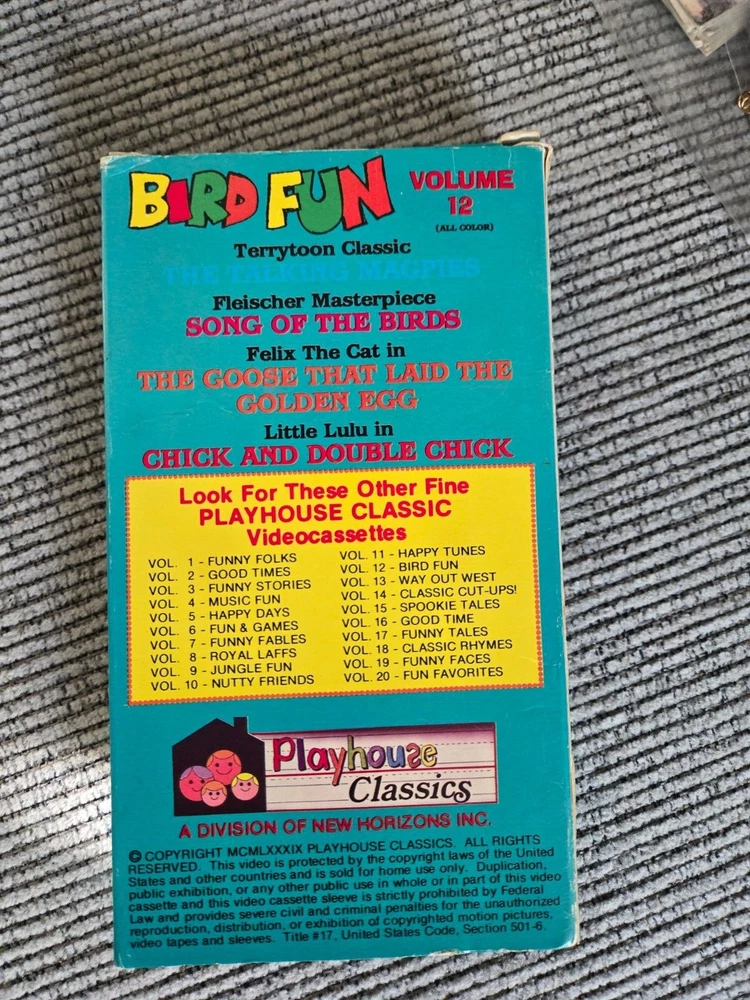 BIRD FUN
VOLUME
12
(ALL COLOR)
Terrytoon Classic
THE TALKING MAGPIES
Fleischer Masterpiece
SONG OF THE BIRDS
Felix The Cat in
THE GOOSE THAT LAID THE
GOLDEN EGG
Little Lulu in
CHICK AND DOUBLE CHICK
Look For These Other Fine
PLAYHOUSE CLASSIC
Videocassettes
VOL. 1 - FUNNY FOLKS
VOL. 2 - GOOD TIMES
VOL. 3 - FUNNY STORIES
VOL. 4 - MUSIC FUN
VOL. 5 - HAPPY DAYS
VOL. 6 - FUN & GAMES
VOL. 7 - FUNNY FABLES
VOL. 8 - ROYAL LAFFS
VOL. 9 - JUNGLE FUN
VOL. 10 - NUTTY FRIENDS
VOL. 11 - HAPPY TUNES
VOL. 12 - BIRD FUN
VOL. 13 - WAY OUT WEST
VOL. 14 - CLASSIC CUT-UPS!
VOL. 15 - SPOOKIE TALES
VOL. 16 - GOOD TIME
VOL. 17 - FUNNY TALES
VOL. 18 - CLASSIC RHYMES
VOL. 19 - FUNNY FACES
VOL. 20 - FUN FAVORITES
Playhouse
Classics
A DIVISION OF NEW HORIZONS INC.
© COPYRIGHT MCMLXXXIX PLAYHOUSE CLASSICS. ALL RIGHTS
RESERVED. This video is protected by the copyright laws of the United
States and other countries and is sold for home use only. Duplication,
public exhibition, or any other public use in whole or in part of this video
cassette and this video cassette sleeve is strictly prohibited by Federal
Law and provides severe civil and criminal penalties for the unauthorized
reproduction, distribution, or exhibition of copyrighted motion pictures,
video tapes and sleeves. Title #17, United States Code, Section 501-6.